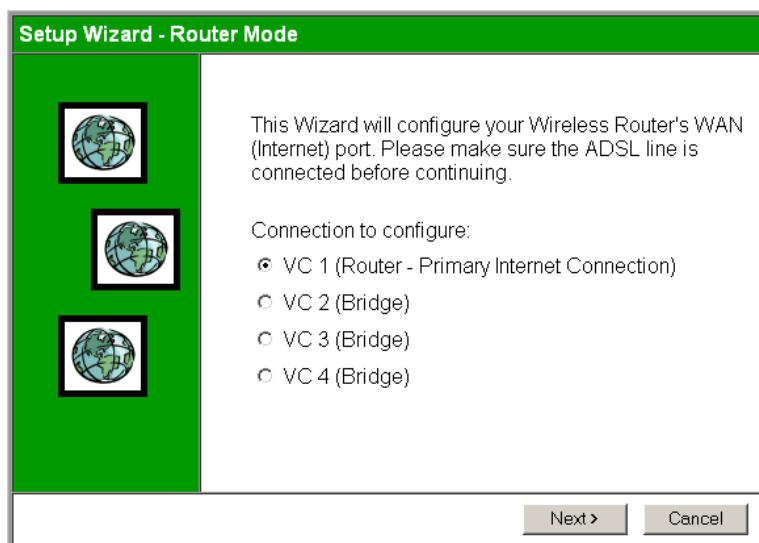 Setup Wizard - Router Mode
This Wizard will configure your Wireless Router's WAN
(Internet) port. Please make sure the ADSL line is
connected before continuing.
Connection to configure:
VC 1 (Router - Primary Internet Connection)
VC 2 (Bridge)
VC 3 (Bridge)
VC 4 (Bridge)
Next > Cancel